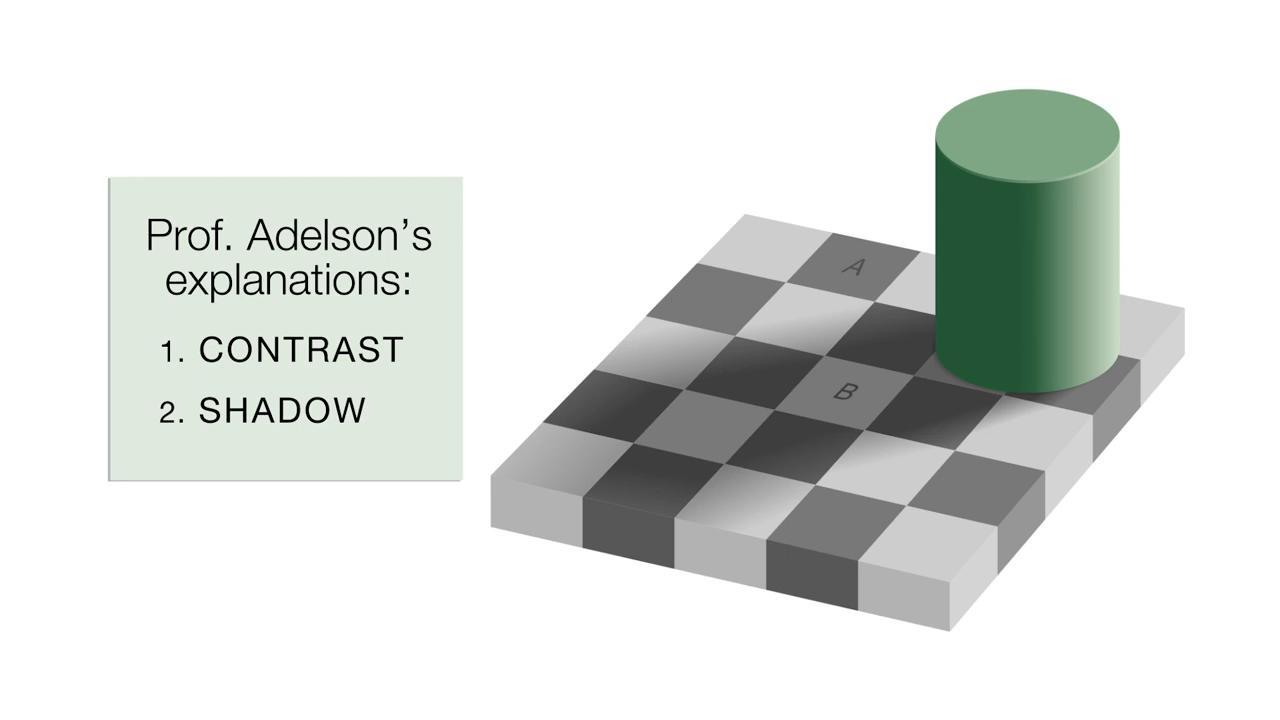 Prof. Adelson’s
explanations:
1. CONTRAST
2. SHADOW
A
B